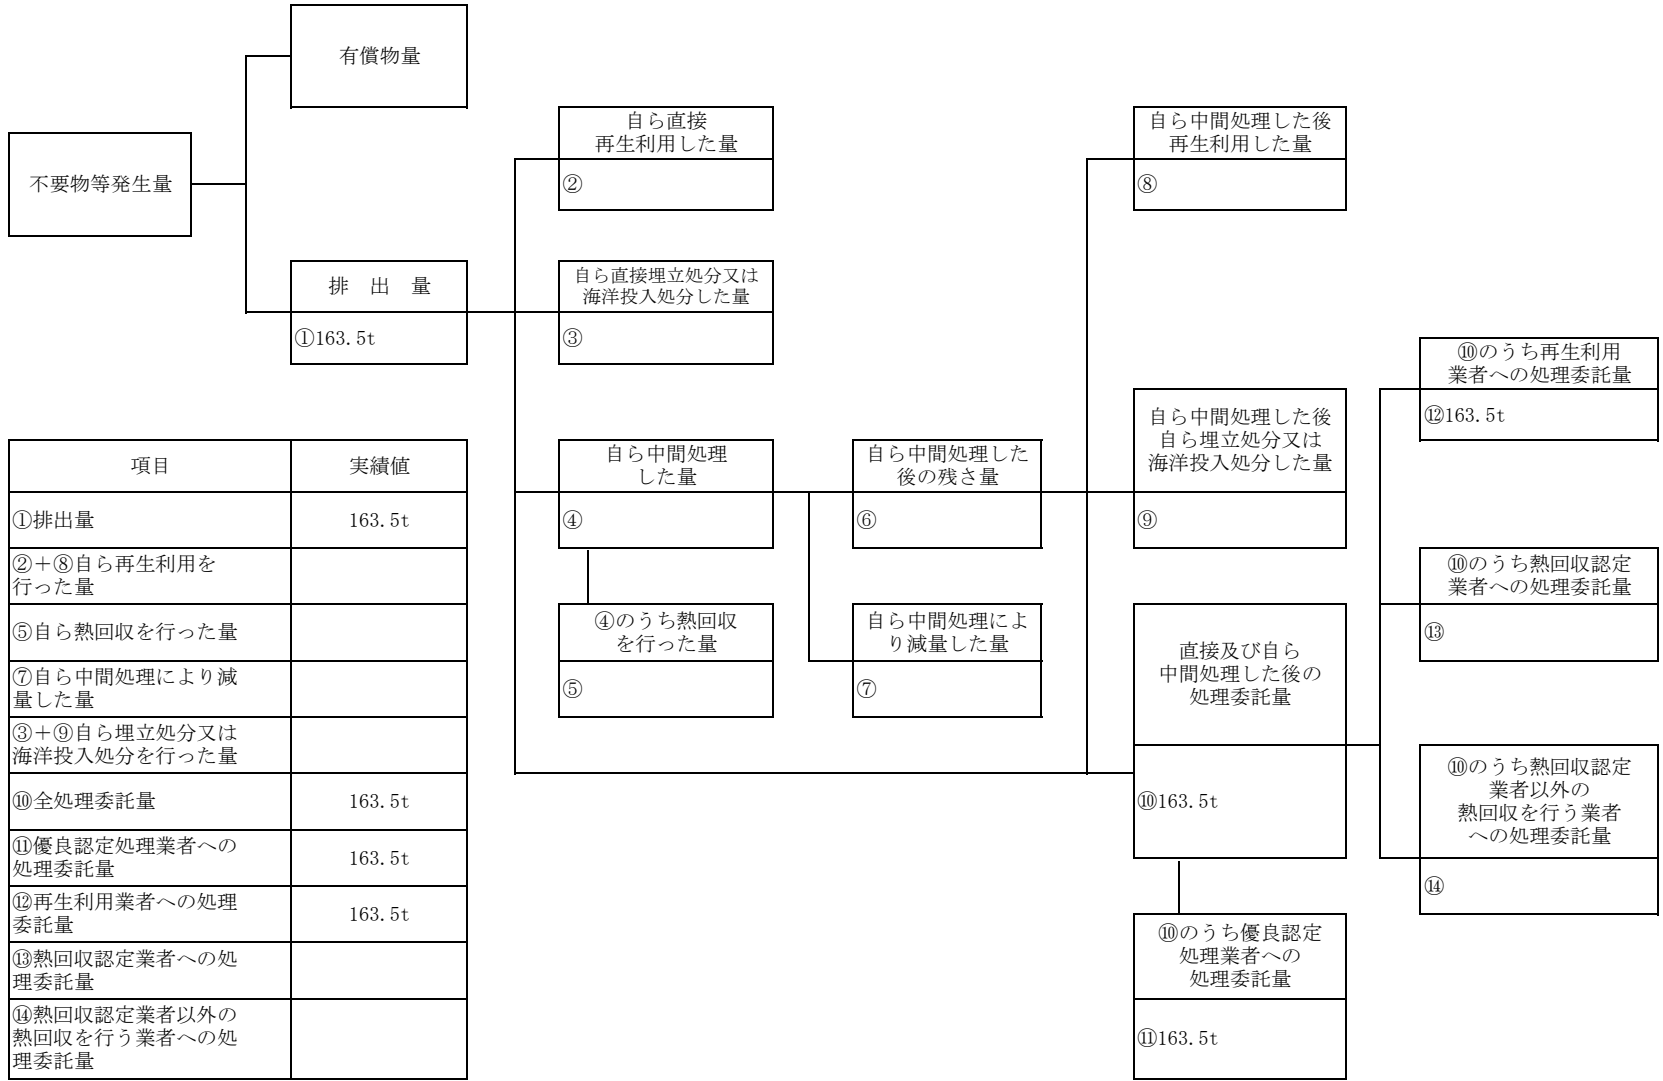 有償物量
不要物等発生量
排　出　量
①163.5t
自ら直接
再生利用した量
②
自ら直接埋立処分又は
海洋投入処分した量
③
自ら中間処理
した量
④
④のうち熱回収
を行った量
⑤
自ら中間処理した
後の残さ量
⑥
自ら中間処理によ
り減量した量
⑦
自ら中間処理した後
再生利用した量
⑧
自ら中間処理した後
自ら埋立処分又は
海洋投入処分した量
⑨
直接及び自ら
中間処理した後の
処理委託量
⑩163.5t
⑩のうち優良認定
処理業者への
処理委託量
⑪163.5t
⑩のうち再生利用
業者への処理委託量
⑫163.5t
⑩のうち熱回収認定
業者への処理委託量
⑬
⑩のうち熱回収認定
業者以外の
熱回収を行う業者
への処理委託量
⑭
項目 実績値
①排出量 163.5t
②＋⑧自ら再生利用を
行った量
⑤自ら熱回収を行った量
⑦自ら中間処理により減
量した量
③＋⑨自ら埋立処分又は
海洋投入処分を行った量
⑩全処理委託量 163.5t
⑪優良認定処理業者への
処理委託量 163.5t
⑫再生利用業者への処理
委託量 163.5t
⑬熱回収認定業者への処
理委託量
⑭熱回収認定業者以外の
熱回収を行う業者への処
理委託量